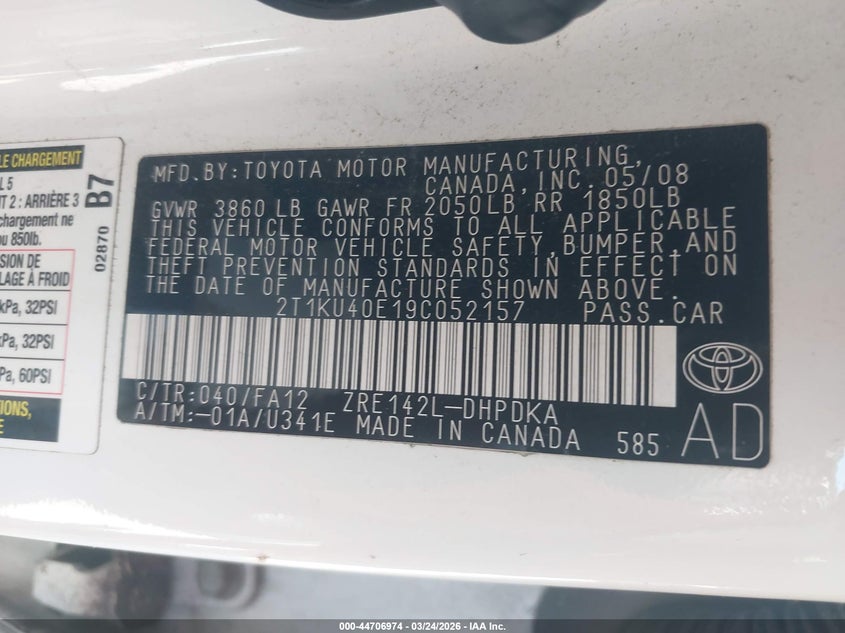 LE CHARGEMENT
L 5
T 2 : ARRIÈRE 3
chargement ne
ou 850lb.
SION DE
LAGE À FROID
kPa, 32PSI
kPa, 32PSI
Pa, 60PSI
IONS,
E
02870 B7
MFD.BY:TOYOTA MOTOR MANUFACTURING,
CANADA,INC.05/08
GVWR 3860 LB GAWR FR 2050LB RR 1850LB
THIS VEHICLE CONFORMS TO ALL APPLICABLE
FEDERAL MOTOR VEHICLE SAFETY,BUMPER,AND
THEFT PREVENTION STANDARDS IN EFFECT ON
THE DATE OF MANUFACTURE SHOWN ABOVE.
2T1KU40E19C052157 PASS.CAR
C/TR:040/FA12 ZRE142L-DHPDKA
A/TM:-01A/U341E MADE IN CANADA 585
AD
000-44706974 | 03/24/2026 | IAA Inc.